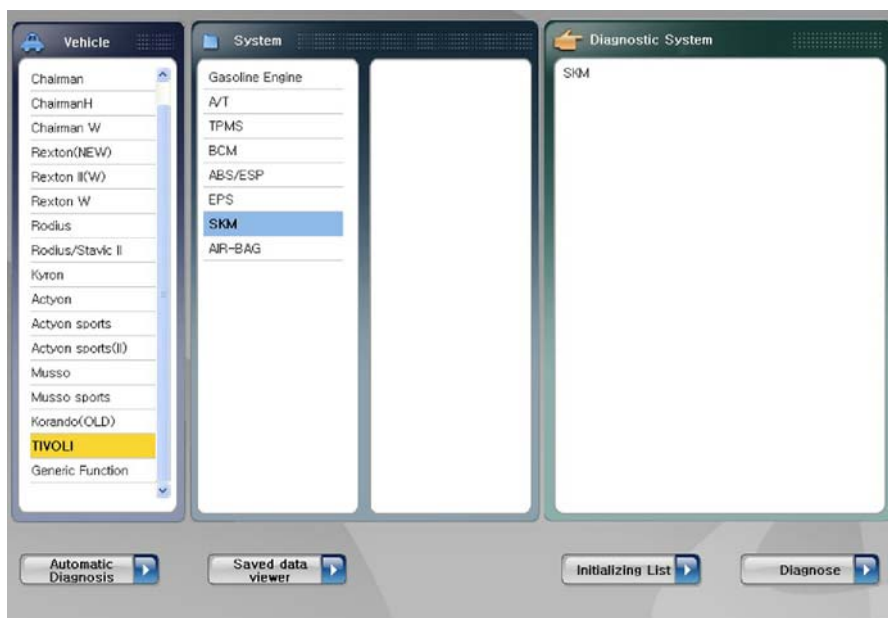 Vehicle
Chairman
ChairmanH
Chairman W
Rexton(NEW)
Rexton II(W)
Rexton W
Rodius
Rodius/Stavic II
Kyron
Actyon
Actyon sports
Actyon sports(II)
Musso
Musso sports
Korando(OLD)
TIVOLI
Generic Function
System
Gasoline Engine
A/T
TPMS
BCM
ABS/ESP
EPS
SKM
AIR-BAG
Diagnostic System
SKM
Automatic
Diagnosis
Saved data
viewer
Initializing List
Diagnose